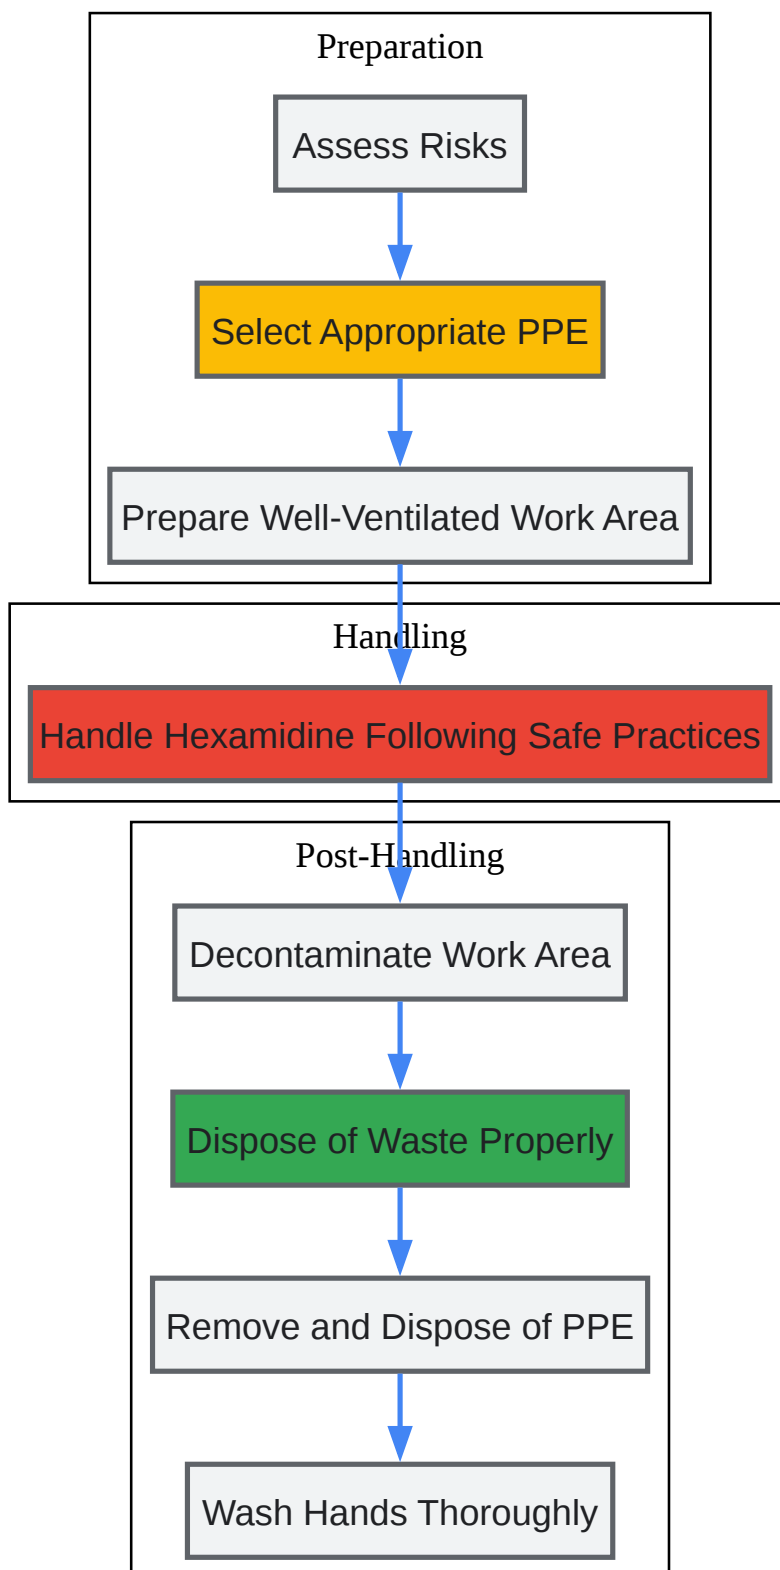 Preparation
Assess Risks
Select Appropriate PPE
Prepare Well-Ventilated Work Area
Handling
Handle Hexamidine Following Safe Practices
Post-Handling
Decontaminate Work Area
Dispose of Waste Properly
Remove and Dispose of PPE
Wash Hands Thoroughly